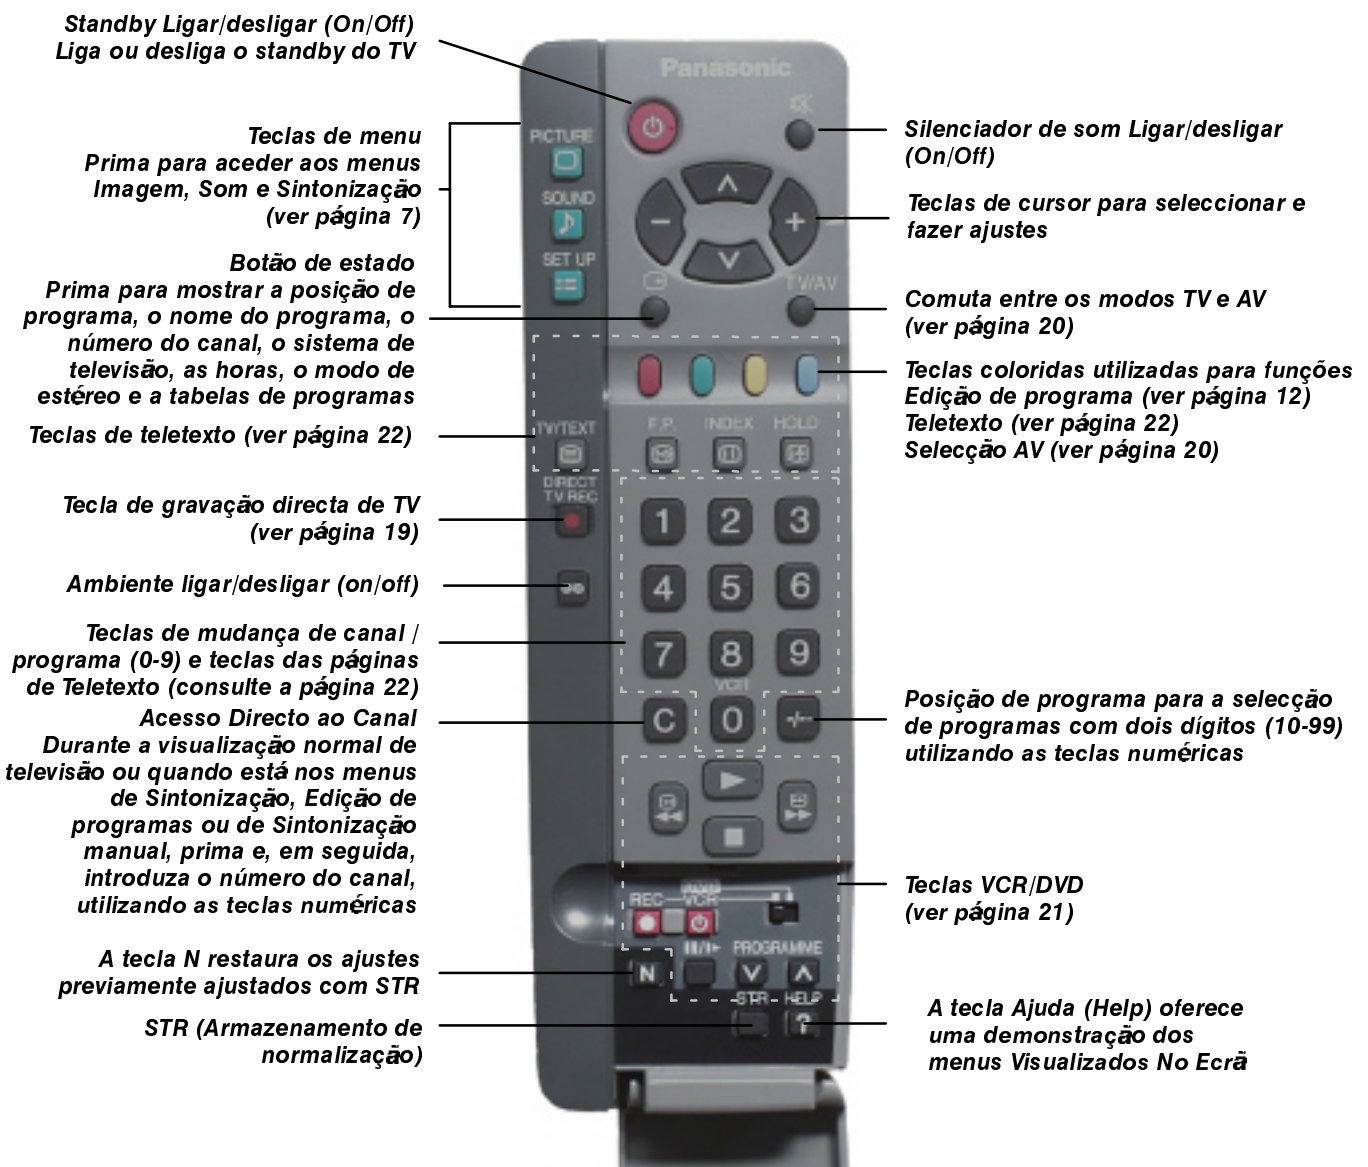 Standby Ligar/desligar (On/Off)
Liga ou desliga o standby do TV
Teclas de menu
Prima para aceder aos menus
Imagem, Som e Sintonização
(ver página 7)
Botão de estado
Prima para mostrar a posição de
programa, o nome do programa, o
número do canal, o sistema de
televisão, as horas, o modo de
estéreo e a tabelas de programas
Teclas de teletexto (ver página 22)
Tecla de gravação directa de TV
(ver página 19)
Ambiente ligar/desligar (on/off)
Teclas de mudança de canal /
programa (0-9) e teclas das páginas
de Teletexto (consulte a página 22)
Acesso Directo ao Canal
Durante a visualização normal de
televisão ou quando está nos menus
de Sintonização, Edição de
programas ou de Sintonização
manual, prima e, em seguida,
introduza o número do canal,
utilizando as teclas numéricas
A tecla N restaura os ajustes
previamente ajustados com STR
STR (Armazenamento de
normalização)
Panasonic
PICTURE
SOUND
SET UP
TV/AV
F.P. INDEX HOLD
TV/TEXT
DIRECT
TV REC
1 2 3
4 5 6
7 8 9
VCR
C 0 -/--
REC VCR
PROGRAMME
N
STR HELP
?
Silenciador de som Ligar/desligar
(On/Off)
Teclas de cursor para seleccionar e
fazer ajustes
Comuta entre os modos TV e AV
(ver página 20)
Teclas coloridas utilizadas para funções
Edição de programa (ver página 12)
Teletexto (ver página 22)
Selecção AV (ver página 20)
Posição de programa para a selecção
de programas com dois dígitos (10-99)
utilizando as teclas numéricas
Teclas VCR/DVD
(ver página 21)
A tecla Ajuda (Help) oferece
uma demonstração dos
menus Visualizados No Ecrã